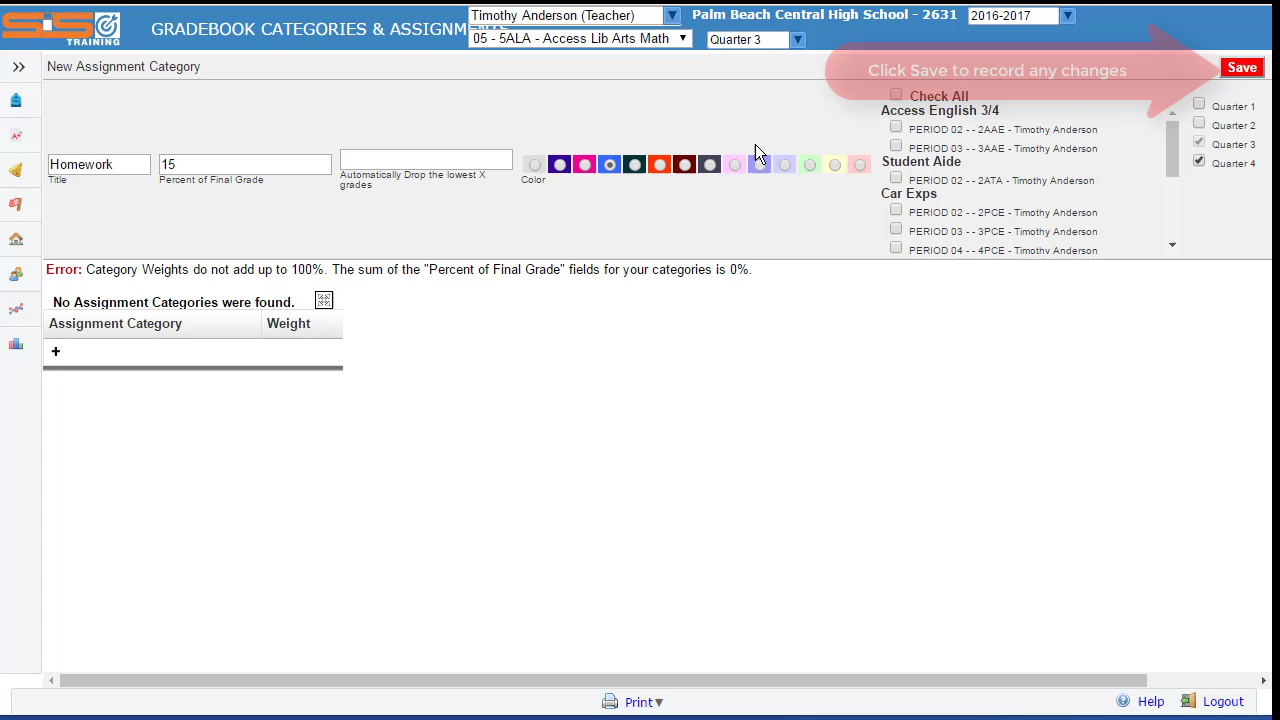 SIS
TRAINING
GRADEBOOK CATEGORIES & ASSIGNMENTS
Timothy Anderson (Teacher)
Palm Beach Central High School - 2631
2016-2017
05 - 5ALA - Access Lib Arts Math
Quarter 3
New Assignment Category
Click Save to record any changes
Save
Homework
Title
15
Percent of Final Grade
Automatically Drop the lowest X
grades
Color
Check All
Access English 3/4
PERIOD 02 - - 2AAE - Timothy Anderson
PERIOD 03 - - 3AAE - Timothy Anderson
Student Aide
PERIOD 02 - - 2ATA - Timothy Anderson
Car Exps
PERIOD 02 - - 2PCE - Timothy Anderson
PERIOD 03 - - 3PCE - Timothy Anderson
PERIOD 04 - - 4PCE - Timothy Anderson
Quarter 1
Quarter 2
Quarter 3
Quarter 4
Error: Category Weights do not add up to 100%. The sum of the "Percent of Final Grade" fields for your categories is 0%.
No Assignment Categories were found.
Assignment Category Weight
+
Print
Help
Logout